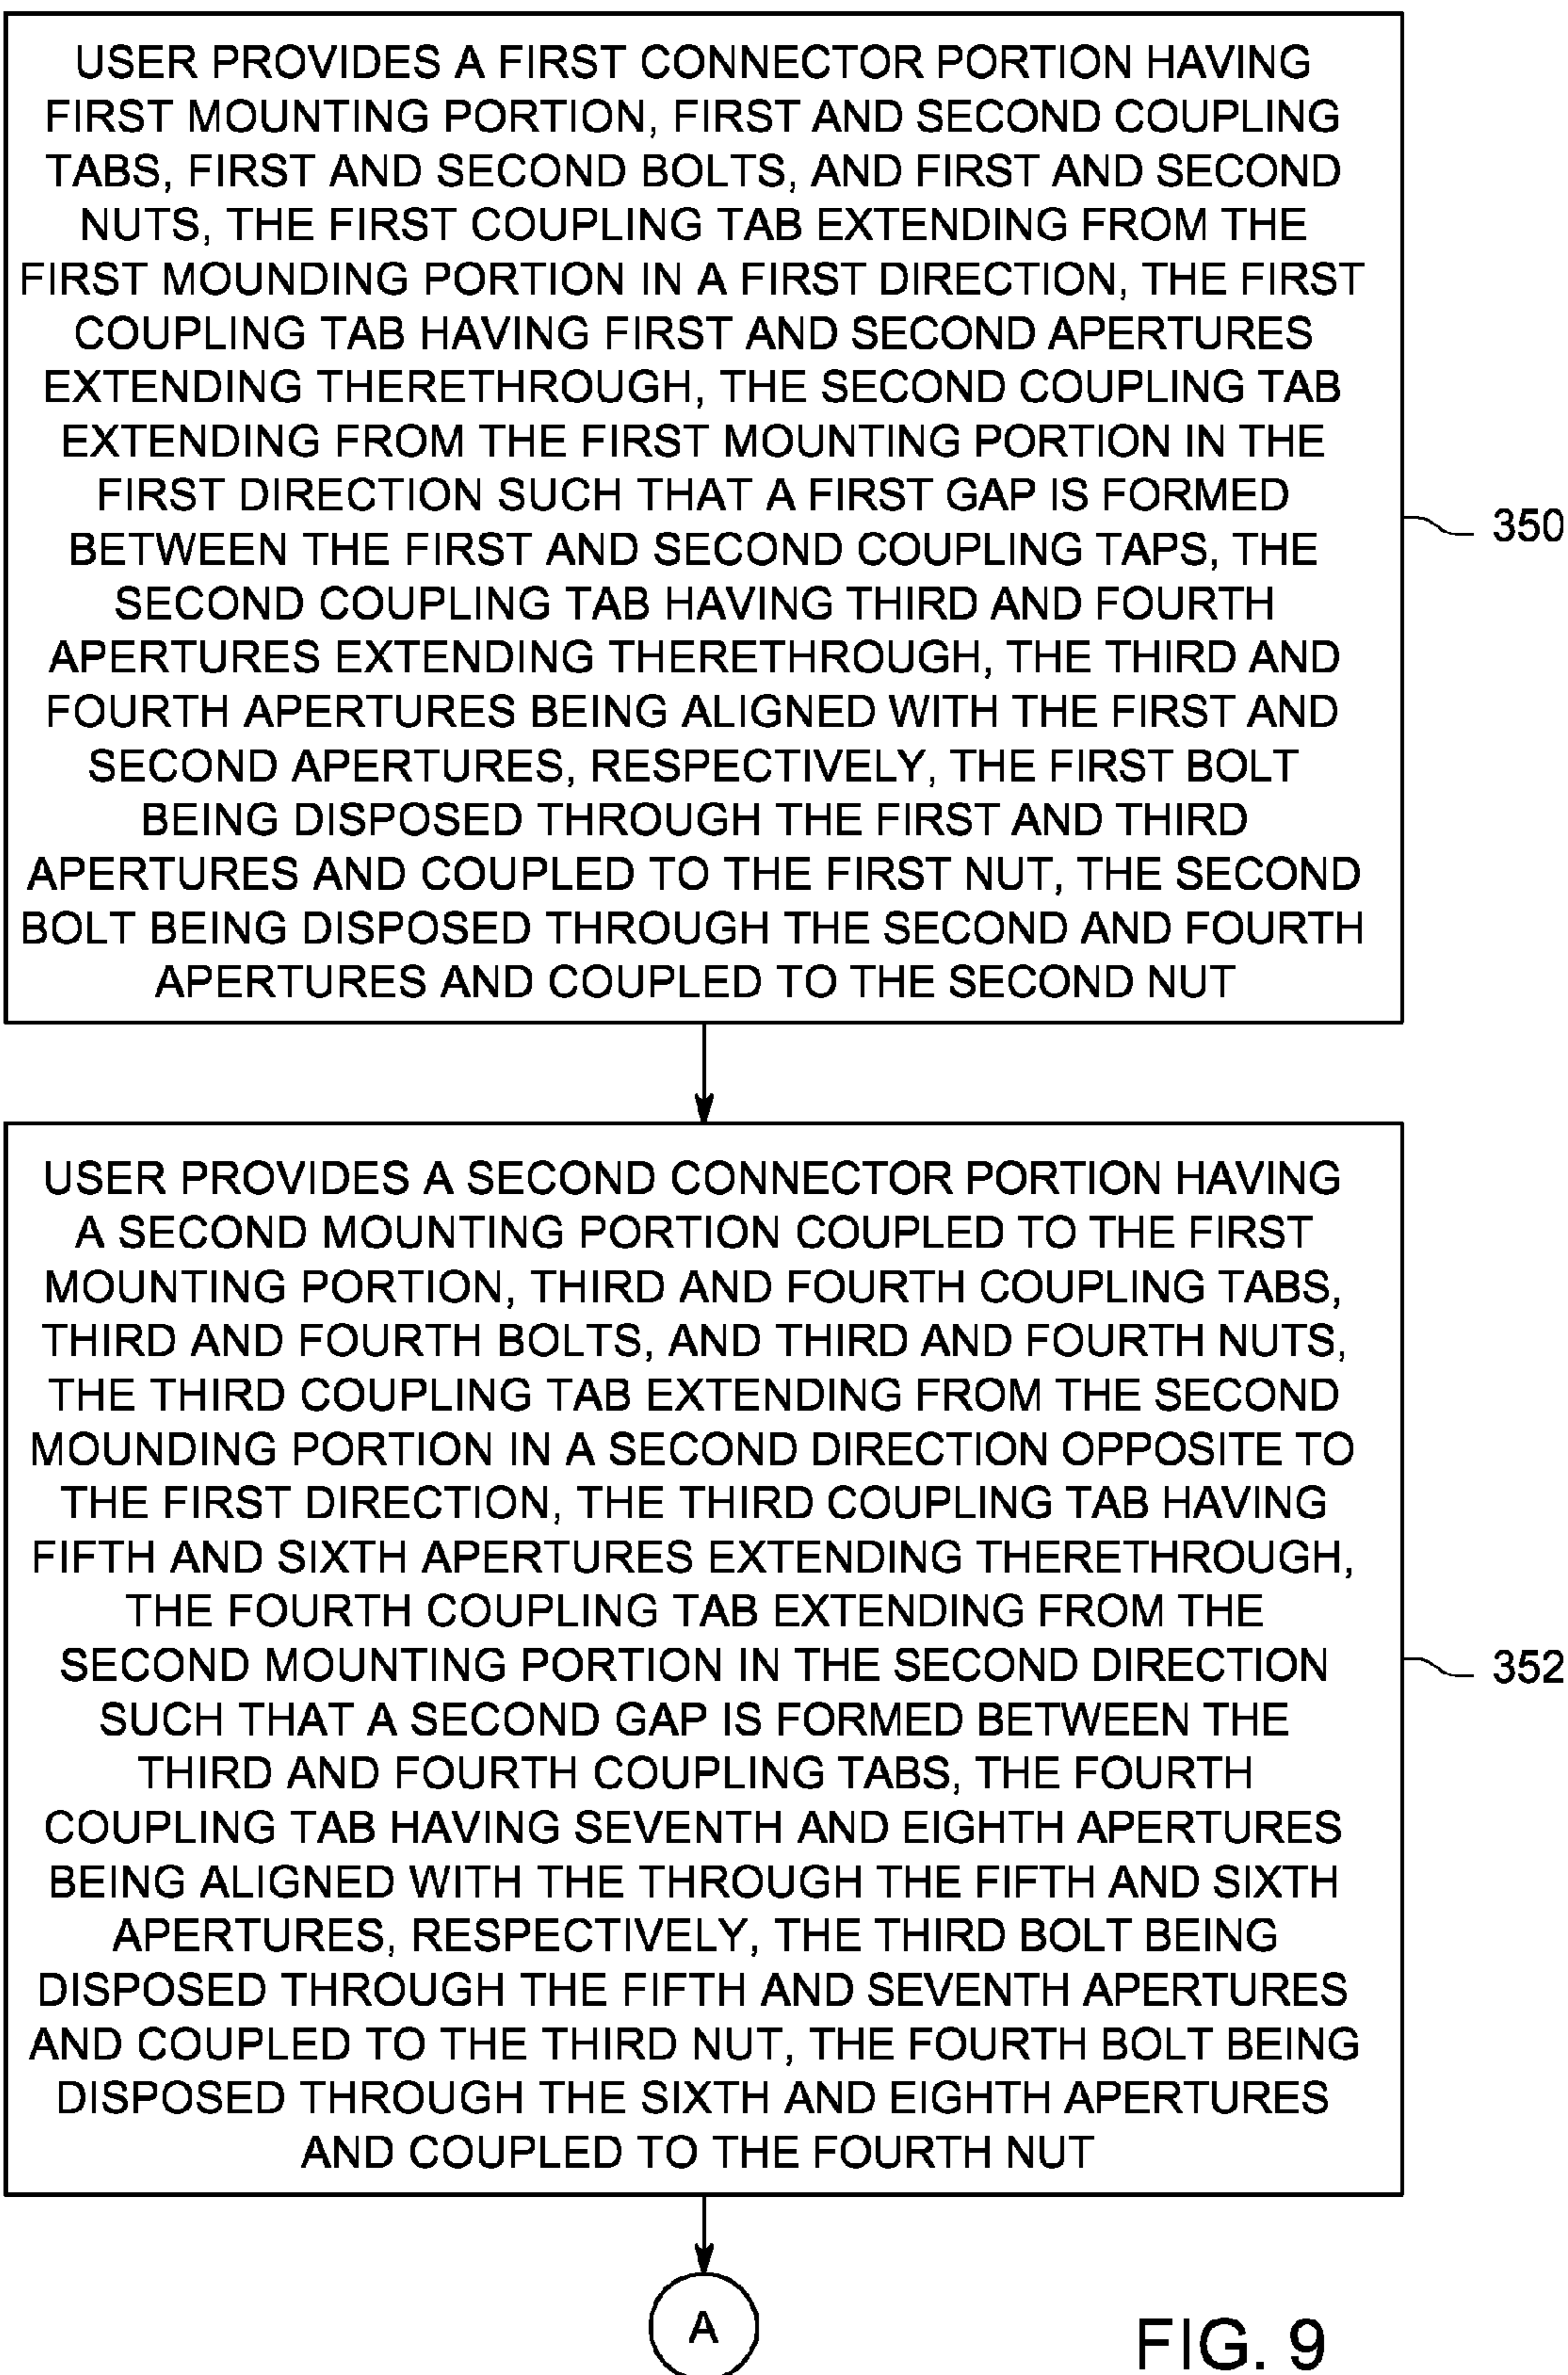 USER PROVIDES A FIRST CONNECTOR PORTION HAVING
FIRST MOUNTING PORTION, FIRST AND SECOND COUPLING
TABS, FIRST AND SECOND BOLTS, AND FIRST AND SECOND
NUTS, THE FIRST COUPLING TAB EXTENDING FROM THE
FIRST MOUNDING PORTION IN A FIRST DIRECTION, THE FIRST
COUPLING TAB HAVING FIRST AND SECOND APERTURES
EXTENDING THERETHROUGH, THE SECOND COUPLING TAB
EXTENDING FROM THE FIRST MOUNTING PORTION IN THE
FIRST DIRECTION SUCH THAT A FIRST GAP IS FORMED
BETWEEN THE FIRST AND SECOND COUPLING TAPS, THE
SECOND COUPLING TAB HAVING THIRD AND FOURTH
APERTURES EXTENDING THERETHROUGH, THE THIRD AND
FOURTH APERTURES BEING ALIGNED WITH THE FIRST AND
SECOND APERTURES, RESPECTIVELY, THE FIRST BOLT
BEING DISPOSED THROUGH THE FIRST AND THIRD
APERTURES AND COUPLED TO THE FIRST NUT, THE SECOND
BOLT BEING DISPOSED THROUGH THE SECOND AND FOURTH
APERTURES AND COUPLED TO THE SECOND NUT
350
USER PROVIDES A SECOND CONNECTOR PORTION HAVING
A SECOND MOUNTING PORTION COUPLED TO THE FIRST
MOUNTING PORTION, THIRD AND FOURTH COUPLING TABS,
THIRD AND FOURTH BOLTS, AND THIRD AND FOURTH NUTS,
THE THIRD COUPLING TAB EXTENDING FROM THE SECOND
MOUNDING PORTION IN A SECOND DIRECTION OPPOSITE TO
THE FIRST DIRECTION, THE THIRD COUPLING TAB HAVING
FIFTH AND SIXTH APERTURES EXTENDING THERETHROUGH,
THE FOURTH COUPLING TAB EXTENDING FROM THE
SECOND MOUNTING PORTION IN THE SECOND DIRECTION
SUCH THAT A SECOND GAP IS FORMED BETWEEN THE
THIRD AND FOURTH COUPLING TABS, THE FOURTH
COUPLING TAB HAVING SEVENTH AND EIGHTH APERTURES
BEING ALIGNED WITH THE THROUGH THE FIFTH AND SIXTH
APERTURES, RESPECTIVELY, THE THIRD BOLT BEING
DISPOSED THROUGH THE FIFTH AND SEVENTH APERTURES
AND COUPLED TO THE THIRD NUT, THE FOURTH BOLT BEING
DISPOSED THROUGH THE SIXTH AND EIGHTH APERTURES
AND COUPLED TO THE FOURTH NUT
352
A
FIG. 9